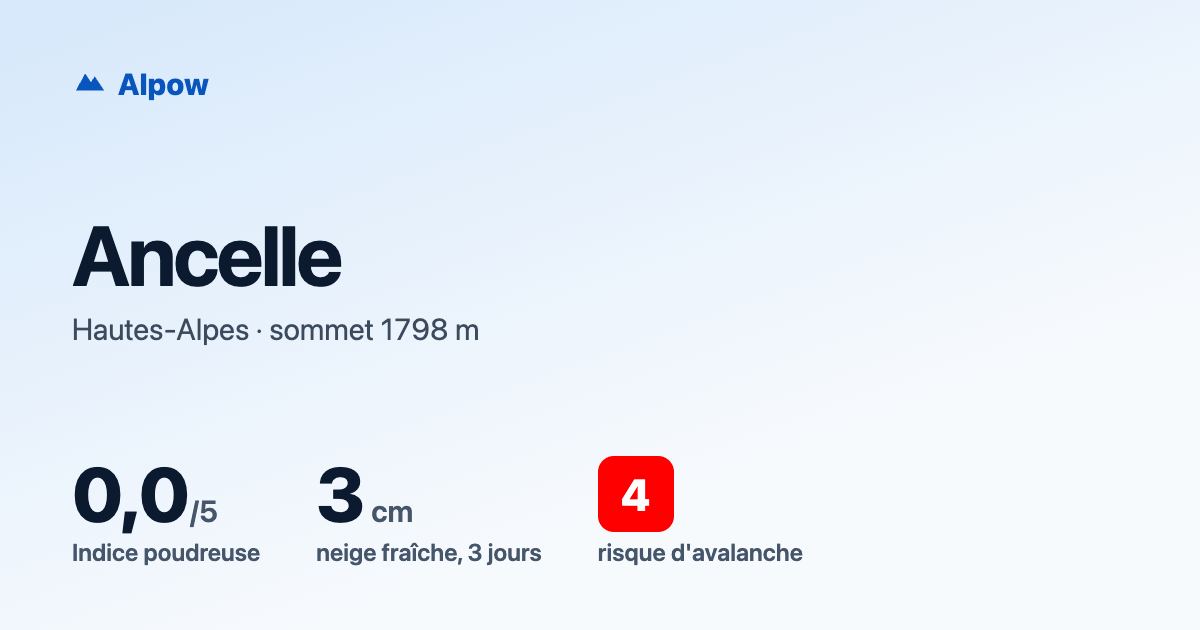 Alpow
Ancelle
Hautes-Alpes · sommet 1798 m
0,0/5
Indice poudreuse
3 cm
neige fraîche, 3 jours
4
risque d'avalanche